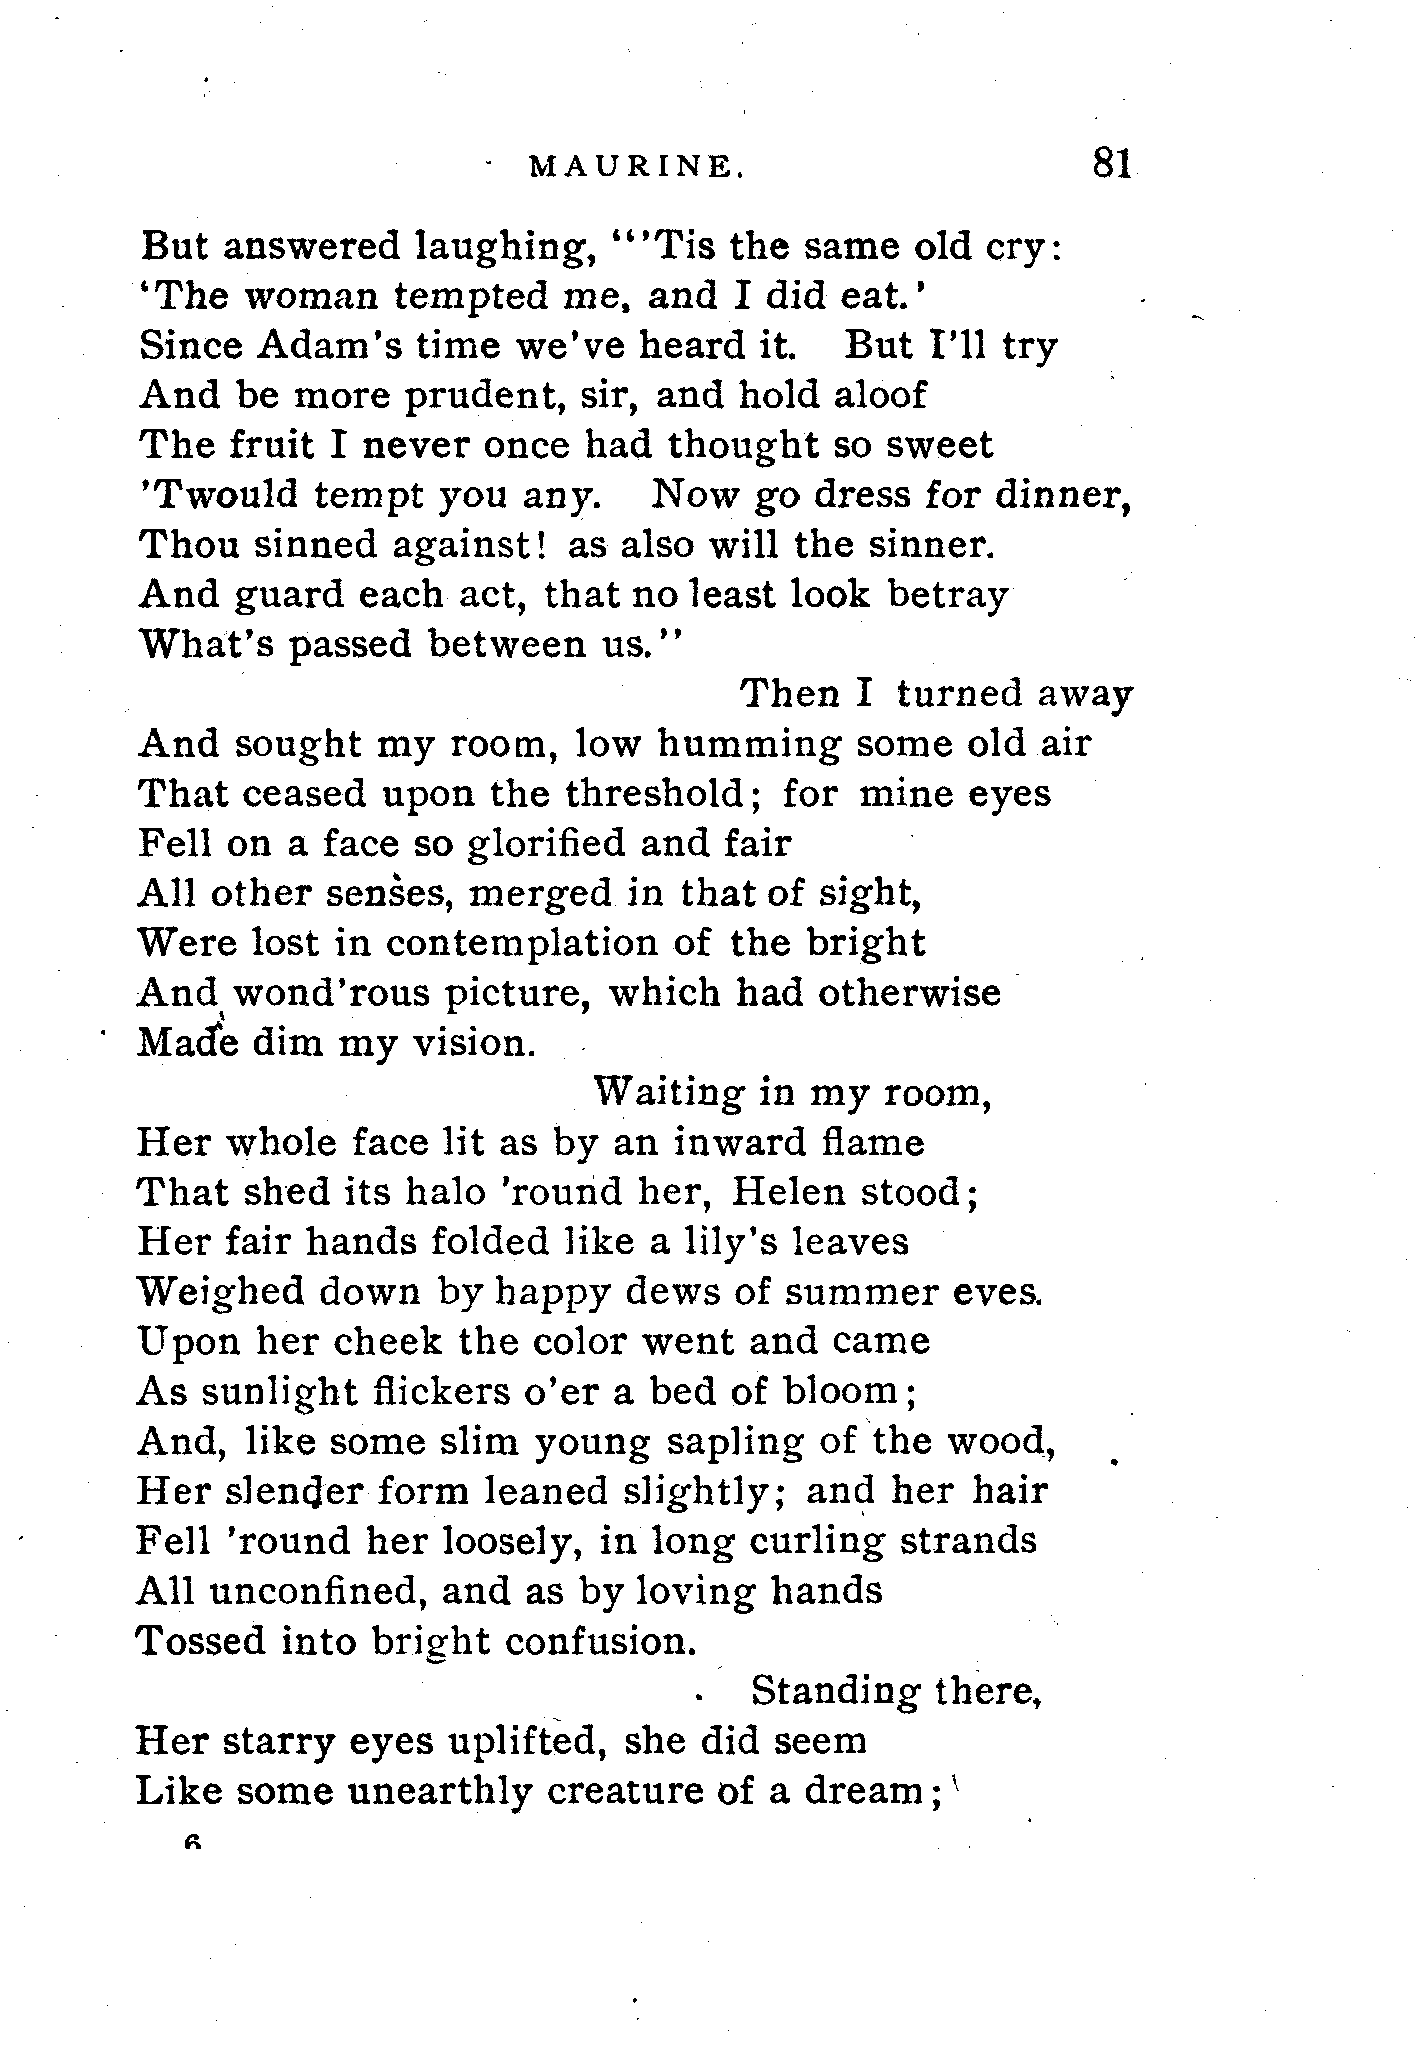 MAURINE. 81
But answered laughing, "'Tis the same old cry:
'The woman tempted me, and I did eat.'
Since Adam's time we've heard it. But I'll try
And be more prudent, sir, and hold aloof
The fruit I never once had thought so sweet
'Twould tempt you any. Now go dress for dinner,
Thou sinned against! as also will the sinner.
And guard each act, that no least look betray
What's passed between us."
Then I turned away
And sought my room, low humming some old air
That ceased upon the threshold; for mine eyes
Fell on a face so glorified and fair
All other senses, merged in that of sight,
Were lost in contemplation of the bright
And wond'rous picture, which had otherwise
Made dim my vision.
Waiting in my room,
Her whole face lit as by an inward flame
That shed its halo 'round her, Helen stood;
Her fair hands folded like a lily's leaves
Weighed down by happy dews of summer eves.
Upon her cheek the color went and came
As sunlight flickers o'er a bed of bloom;
And, like some slim young sapling of the wood,
Her slender form leaned slightly; and her hair
Fell 'round her loosely, in long curling strands
All unconfined, and as by loving hands
Tossed into bright confusion.
Standing there,
Her starry eyes uplifted, she did seem
Like some unearthly creature of a dream;
6